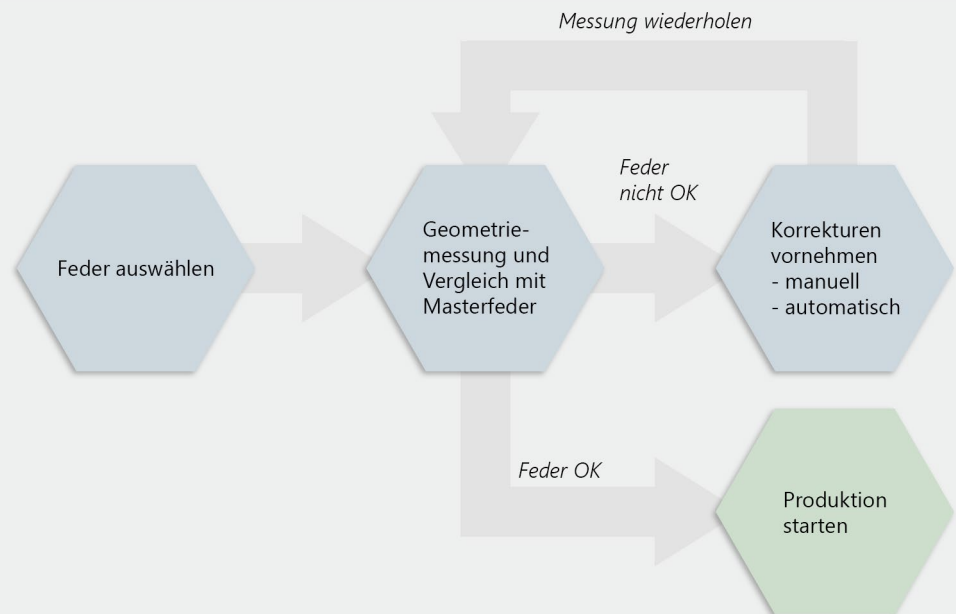 Messung wiederholen
Feder auswählen
Geometrie-
messung und
Vergleich mit
Masterfeder
Feder
nicht OK
Korrekturen
vornehmen
- manuell
- automatisch
Feder OK
Produktion
starten